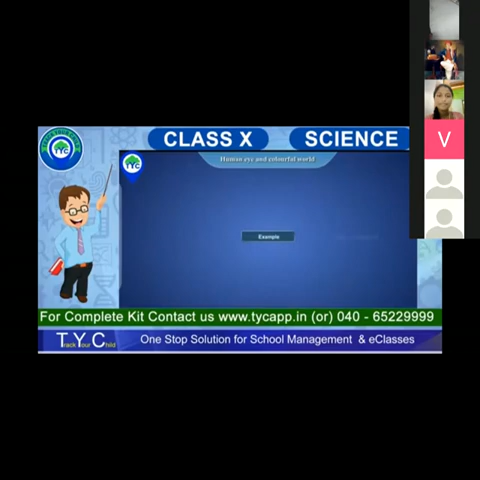 CLASS X
SCIENCE
TYC
TYC
Human eye and colourful world
Example
V
For Complete Kit Contact us www.tycapp.in (or) 040 - 65229999
TYC
Track Your Child
One Stop Solution for School Management & eClasses